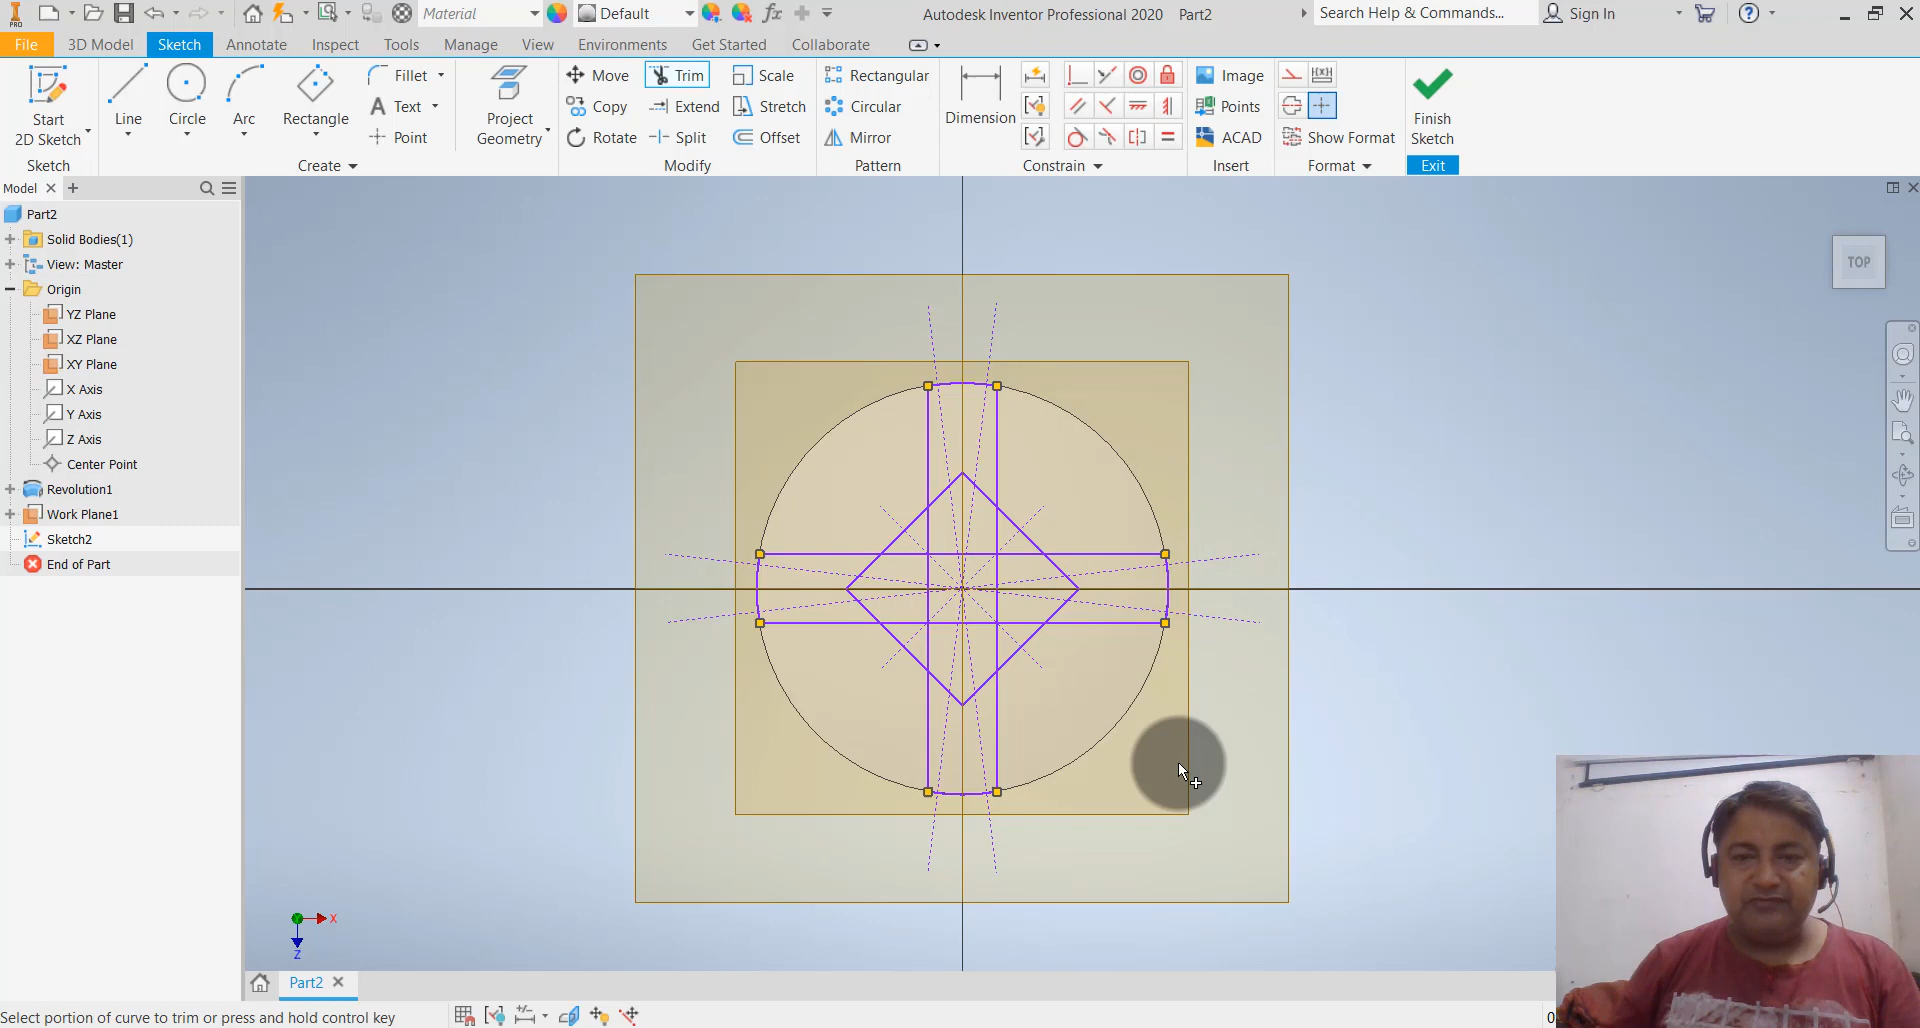 PRO
Material
Default
fx
Autodesk Inventor Professional 2020 Part2
Search Help & Commands...
Sign In
File
3D Model
Sketch
Annotate
Inspect
Tools
Manage
View
Environments
Get Started
Collaborate
Start
2D Sketch
Sketch
Line
Circle
Arc
Rectangle
Fillet
Text
Point
Create
Project
Geometry
Move
Copy
Rotate
Trim
Extend
Split
Scale
Stretch
Offset
Modify
Rectangular
Circular
Mirror
Pattern
Dimension
Constrain
Image
Points
ACAD
Insert
Show Format
Format
Finish
Sketch
Exit
Model
Part2
Solid Bodies(1)
View: Master
Origin
YZ Plane
XZ Plane
XY Plane
X Axis
Y Axis
Z Axis
Center Point
Revolution1
Work Plane1
Sketch2
End of Part
TOP
X
Z
Part2
Select portion of curve to trim or press and hold control key